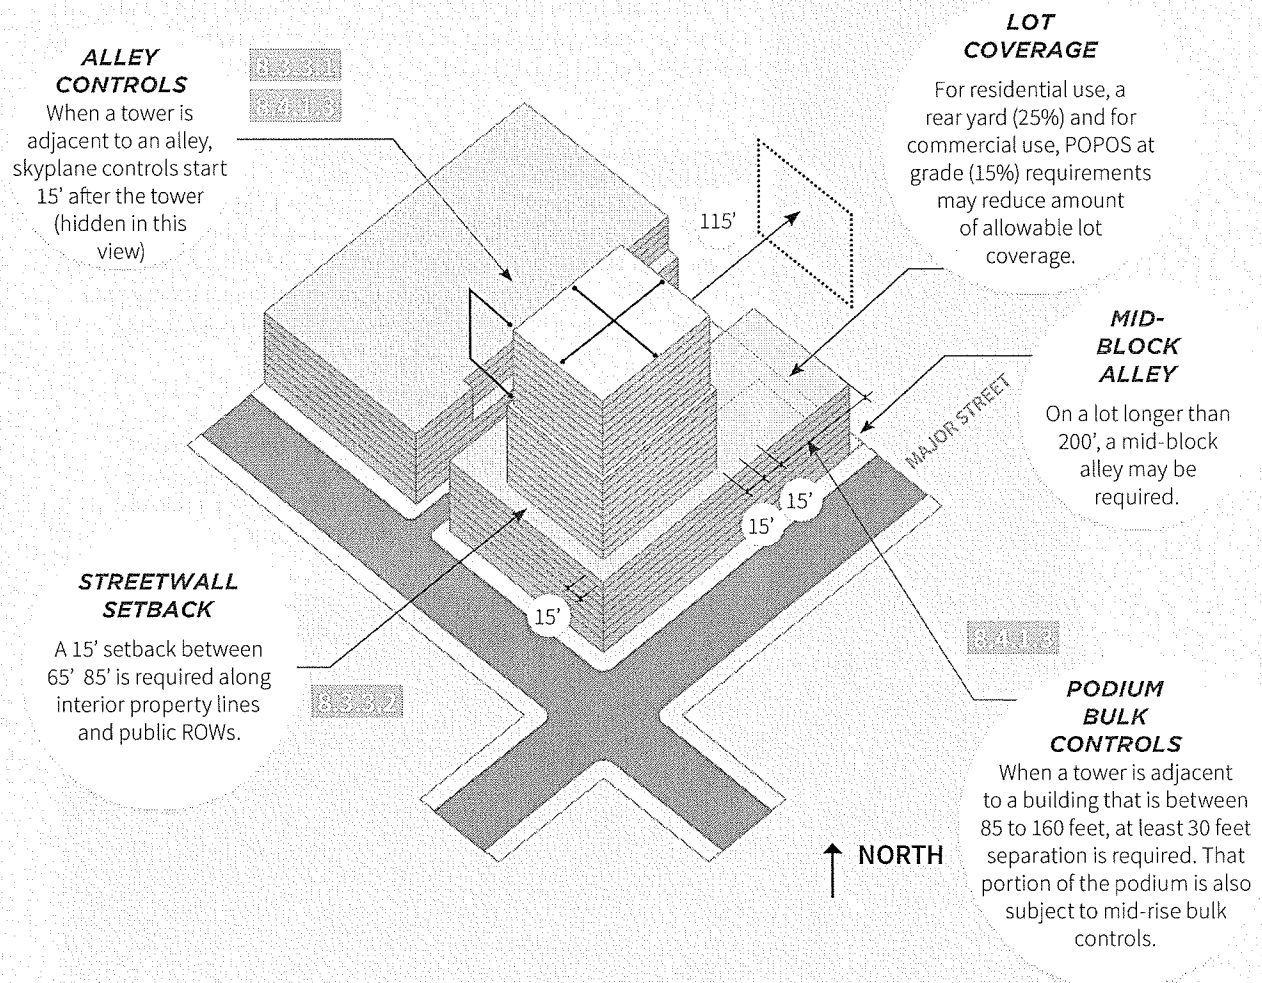 ALLEY
CONTROLS
When a tower is
adjacent to an alley,
skyplane controls start
15' after the tower
(hidden in this
view)
8.3.3.1
8.4.1.3
LOT
COVERAGE
For residential use, a
rear yard (25%) and for
commercial use, POPOS at
grade (15%) requirements
may reduce amount
of allowable lot
coverage.
115'
MID-
BLOCK
ALLEY
On a lot longer than
200', a mid-block
alley may be
required.
MAJOR STREET
15'
15'
15'
STREETWALL
SETBACK
A 15' setback between
65' 85' is required along
interior property lines
and public ROWs.
8.3.3.2
8.4.1.3
PODIUM
BULK
CONTROLS
When a tower is adjacent
to a building that is between
85 to 160 feet, at least 30 feet
separation is required. That
portion of the podium is also
subject to mid-rise bulk
controls.
NORTH